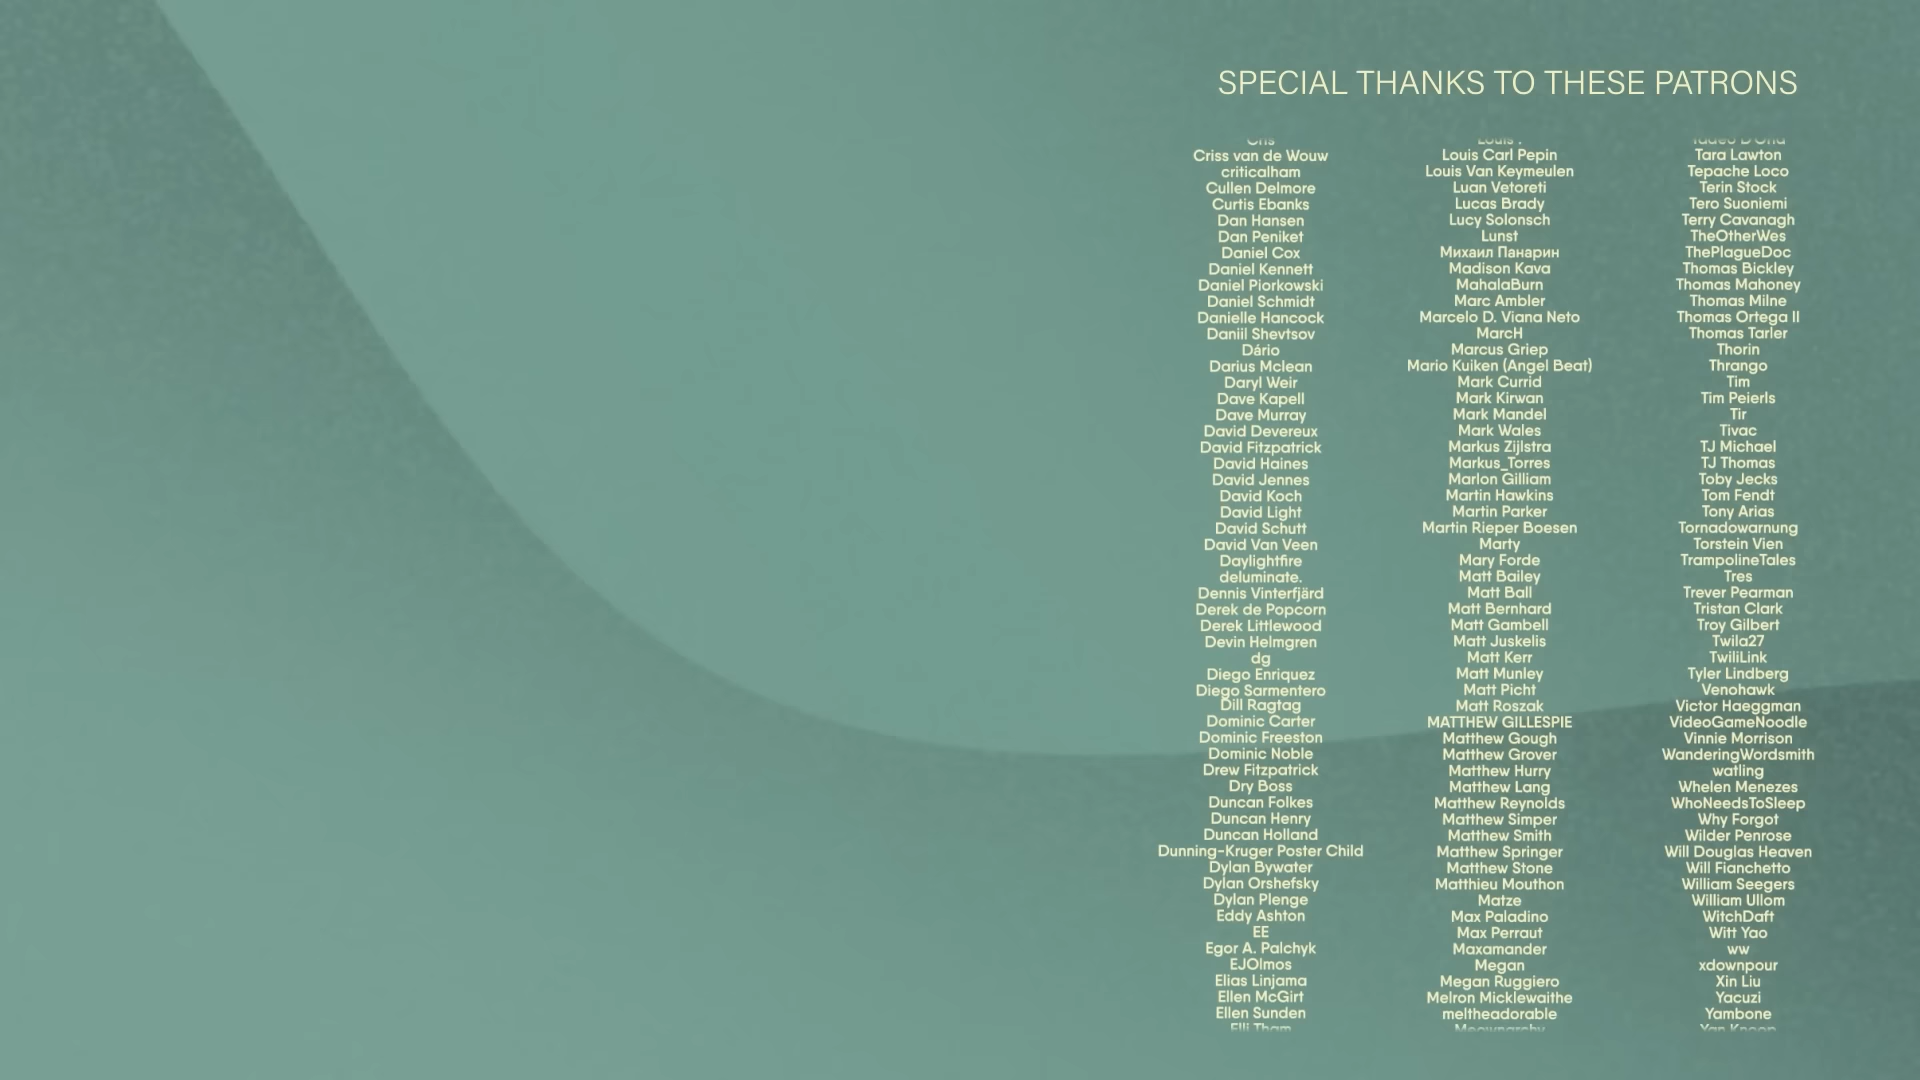 SPECIAL THANKS TO THESE PATRONS
Cris
Criss van de Wouw
criticalham
Cullen Delmore
Curtis Ebanks
Dan Hansen
Dan Peniket
Daniel Cox
Daniel Kennett
Daniel Piorkowski
Daniel Schmidt
Danielle Hancock
Daniil Shevtsov
Dário
Darius Mclean
Daryl Weir
Dave Kapell
Dave Murray
David Devereux
David Fitzpatrick
David Haines
David Jennes
David Koch
David Light
David Schutt
David Van Veen
Daylightfire
deluminate.
Dennis Vinterfjärd
Derek de Popcorn
Derek Littlewood
Devin Helmgren
dg
Diego Enriquez
Diego Sarmentero
Dill Ragtag
Dominic Carter
Dominic Freeston
Dominic Noble
Drew Fitzpatrick
Dry Boss
Duncan Folkes
Duncan Henry
Duncan Holland
Dunning-Kruger Poster Child
Dylan Bywater
Dylan Orshefsky
Dylan Plenge
Eddy Ashton
EE
Egor A. Palchyk
EJOlmos
Elias Linjama
Ellen McGirt
Ellen Sunden
Elli Tham
Louis .
Louis Carl Pepin
Louis Van Keymeulen
Luan Vetoreti
Lucas Brady
Lucy Solonsch
Lunst
Михаил Панарин
Madison Kava
MahalaBurn
Marc Ambler
Marcelo D. Viana Neto
MarcH
Marcus Griep
Mario Kuiken (Angel Beat)
Mark Currid
Mark Kirwan
Mark Mandel
Mark Wales
Markus Zijlstra
Markus_Torres
Marlon Gilliam
Martin Hawkins
Martin Parker
Martin Rieper Boesen
Marty
Mary Forde
Matt Bailey
Matt Ball
Matt Bernhard
Matt Gambell
Matt Juskelis
Matt Kerr
Matt Munley
Matt Picht
Matt Roszak
MATTHEW GILLESPIE
Matthew Gough
Matthew Grover
Matthew Hurry
Matthew Lang
Matthew Reynolds
Matthew Simper
Matthew Smith
Matthew Springer
Matthew Stone
Matthieu Mouthon
Matze
Max Paladino
Max Perraut
Maxamander
Megan
Megan Ruggiero
Melron Micklewaithe
meltheadorable
Tara Lawton
Tepache Loco
Terin Stock
Tero Suoniemi
Terry Cavanagh
TheOtherWes
ThePlagueDoc
Thomas Bickley
Thomas Mahoney
Thomas Milne
Thomas Ortega II
Thomas Tarler
Thorin
Thrango
Tim
Tim Peierls
Tir
Tivac
TJ Michael
TJ Thomas
Toby Jecks
Tom Fendt
Tony Arias
Tornadowarnung
Torstein Vien
TrampolineTales
Tres
Trever Pearman
Tristan Clark
Troy Gilbert
Twila27
TwiliLink
Tyler Lindberg
Venohawk
Victor Haeggman
VideoGameNoodle
Vinnie Morrison
WanderingWordsmith
watling
Whelen Menezes
WhoNeedsToSleep
Why Forgot
Wilder Penrose
Will Douglas Heaven
Will Fianchetto
William Seegers
William Ullom
WitchDaft
Witt Yao
ww
xdownpour
Xin Liu
Yacuzi
Yambone